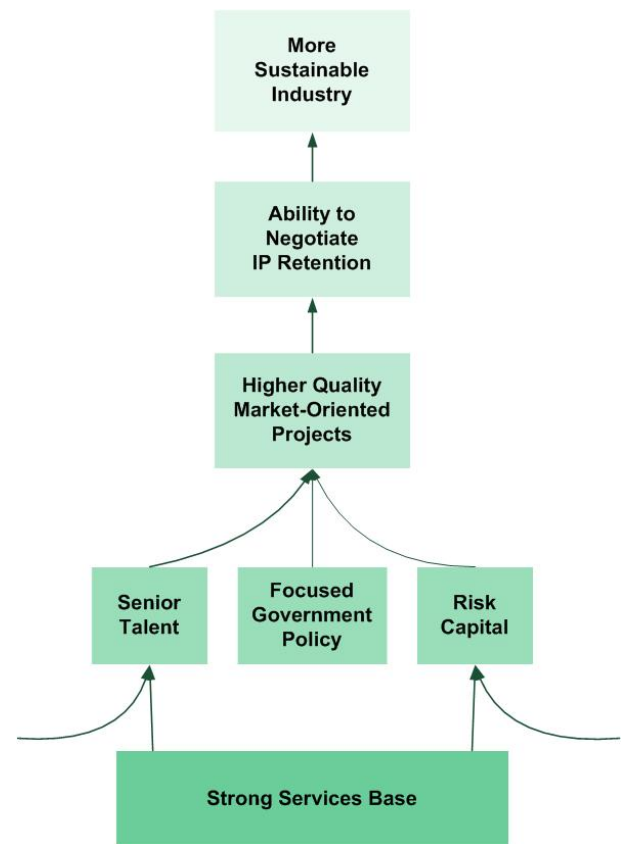 More
Sustainable
Industry
Ability to
Negotiate
IP Retention
Higher Quality
Market-Oriented
Projects
Senior
Talent
Focused
Government
Policy
Risk
Capital
Strong Services Base